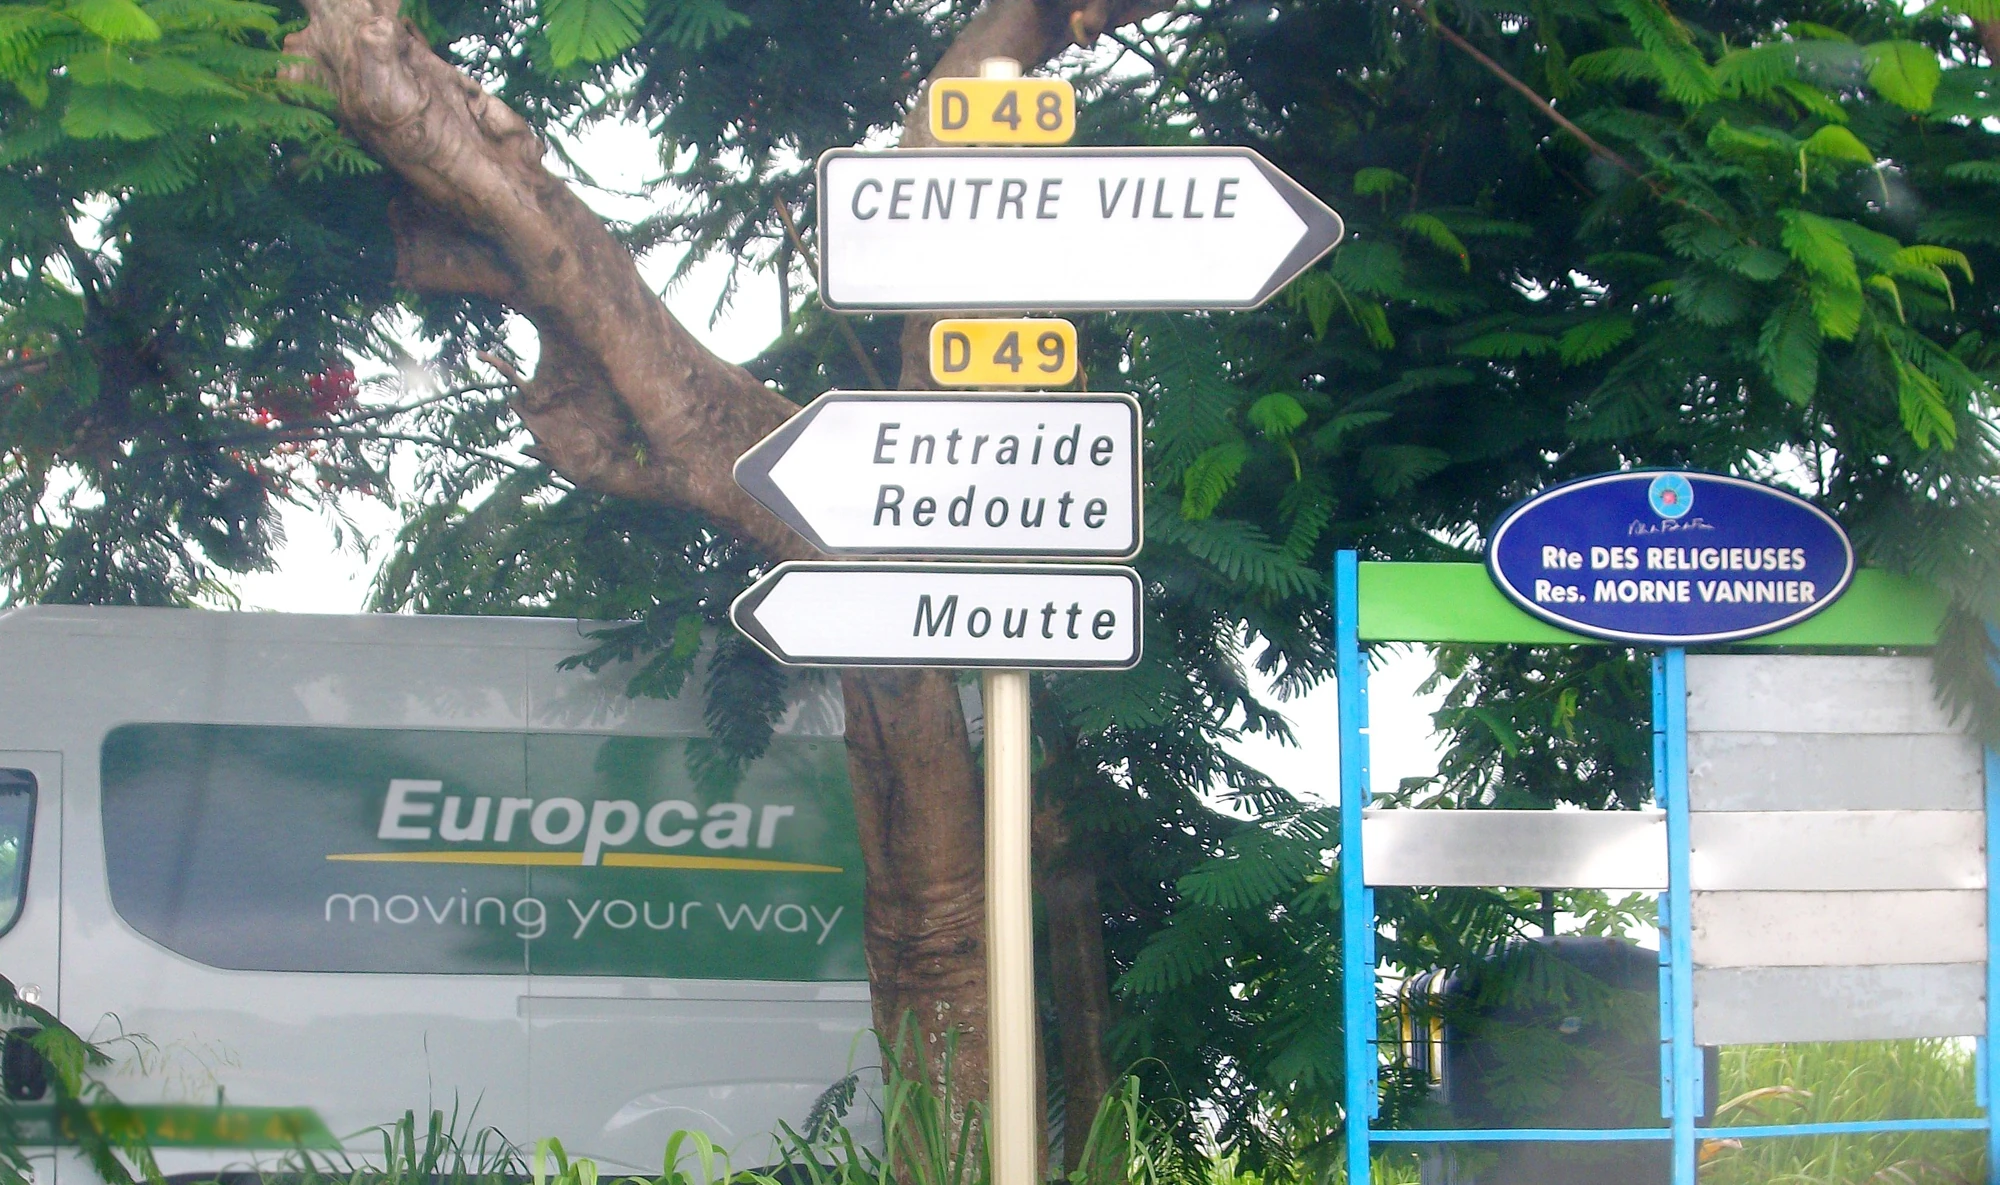 D 48
CENTRE VILLE
D 49
Entraide
Redoute
Moutte
Rte DES RELIGIEUSES
Res. MORNE VANNIER
Europcar
moving your way